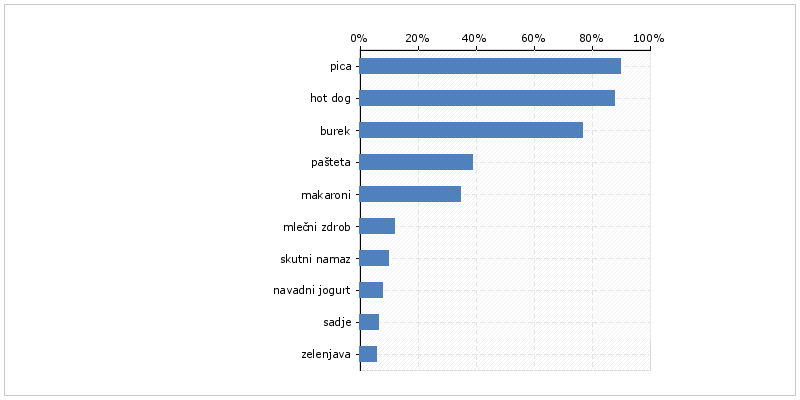 0% 20% 40% 60% 80% 100%
pica
hot dog
burek
pašteta
makaroni
mlečni zdrob
skutni namaz
navadni jogurt
sadje
zelenjava